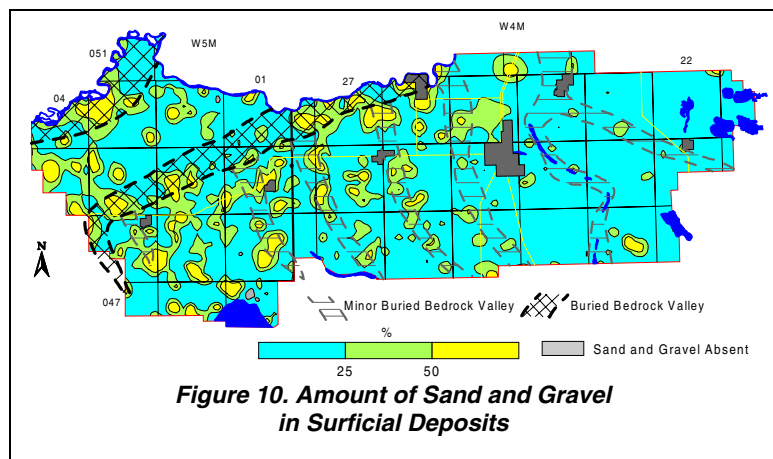 W4M
W5M
051
22
01
27
04
N
047
Minor Buried Bedrock Valley
Buried Bedrock Valley
%
Sand and Gravel Absent
25
50
Figure 10. Amount of Sand and Gravel
in Surficial Deposits